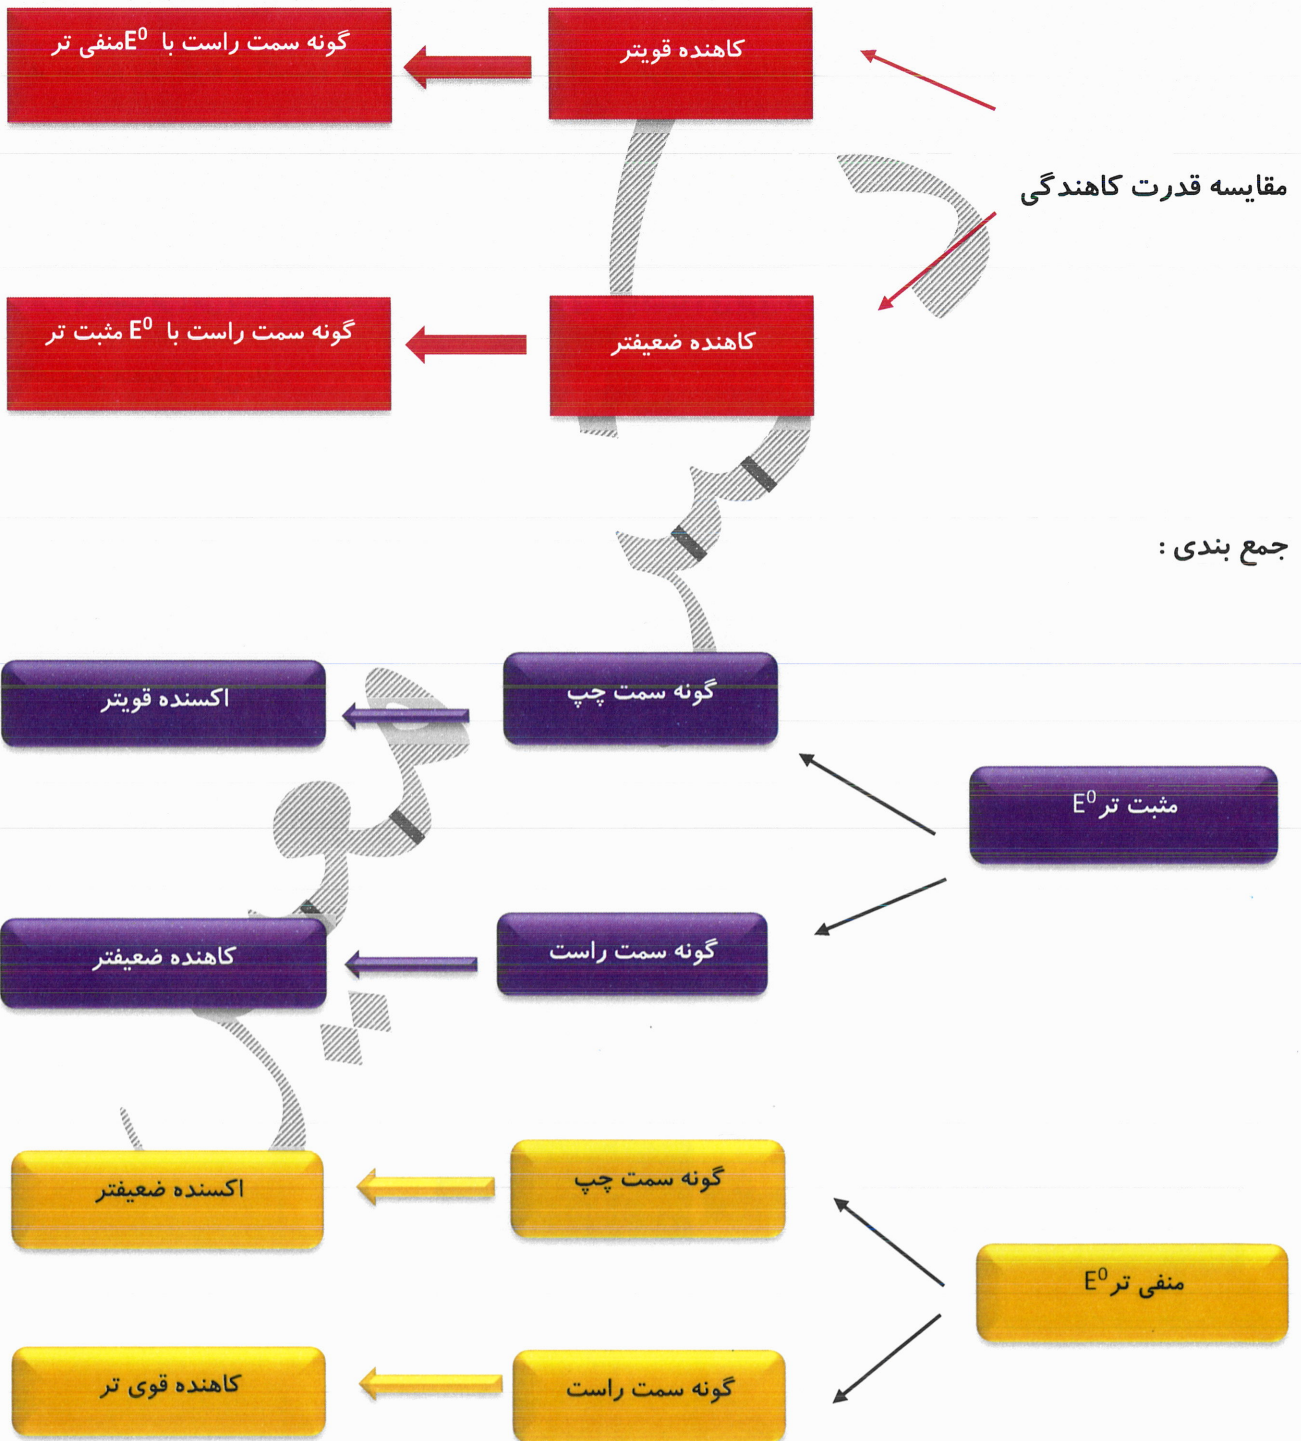 مقایسه قدرت کاهندگی
کاهنده قویتر
گونه سمت راست با E⁰منفی تر
کاهنده ضعیفتر
گونه سمت راست با E⁰ مثبت تر
جمع بندی :
مثبت تر E⁰
گونه سمت چپ
اکسنده قویتر
گونه سمت راست
کاهنده ضعیفتر
منفی تر E⁰
گونه سمت چپ
اکسنده ضعیفتر
گونه سمت راست
کاهنده قوی تر